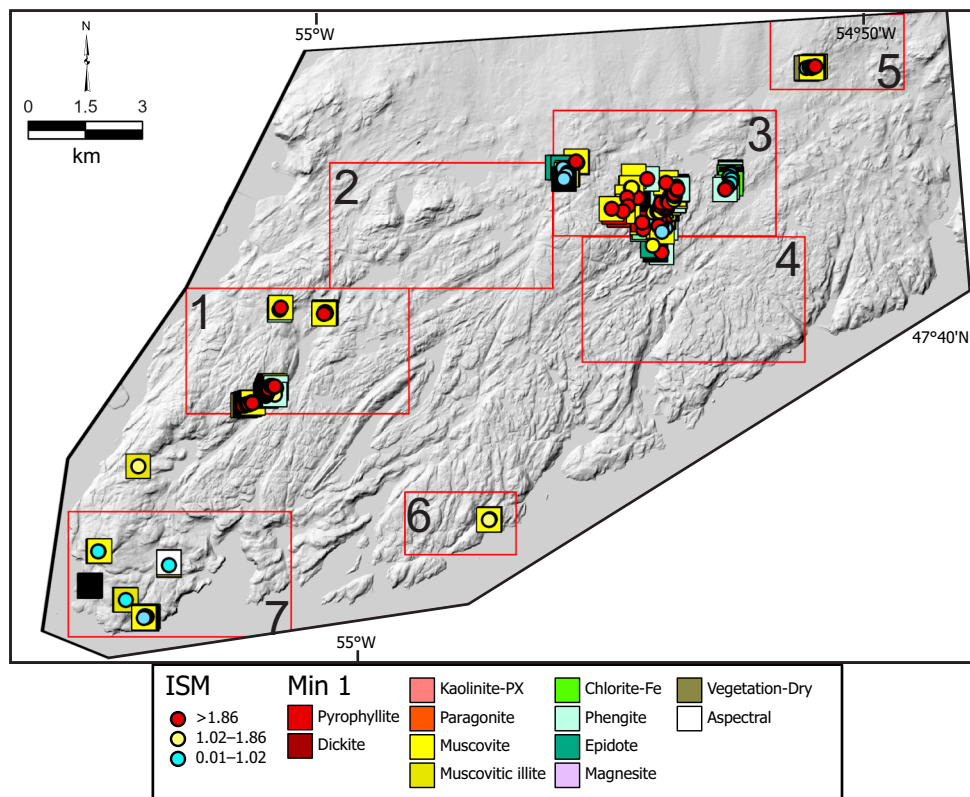 55°W
54°50'W
N
0 1.5 3
km
5
3
2
4
1
47°40'N
6
7
55°W
ISM
>1.86
1.02–1.86
0.01–1.02
Min 1
Pyrophyllite
Dickite
Kaolinite-PX
Paragonite
Muscovite
Muscovitic illite
Chlorite-Fe
Phengite
Epidote
Magnesite
Vegetation-Dry
Aspectral